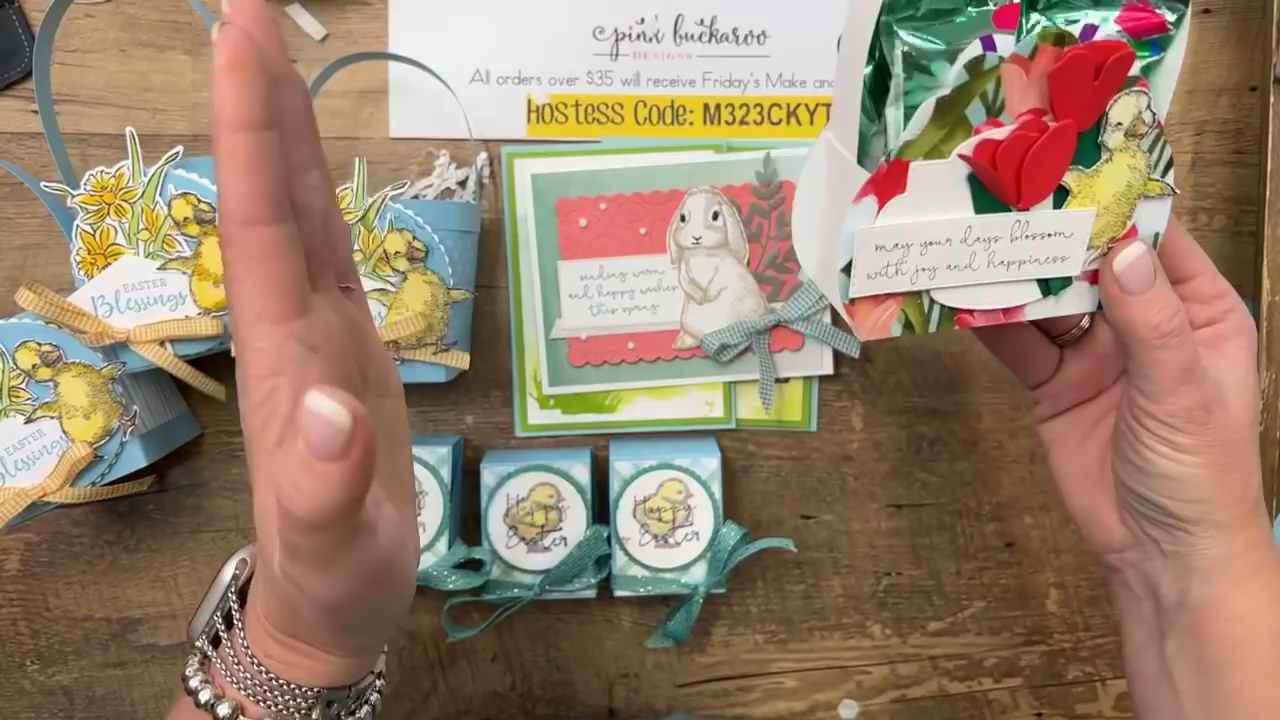 pink buckaroo
DESIGNS
All orders over $35 will receive Friday's Make and
Hostess Code: M323CKYT
may your days blossom
with joy and happiness
sending warm
and happy wishes
this spring
EASTER
Blessings
EASTER
Blessings
Happy
Easter
Happy
Easter